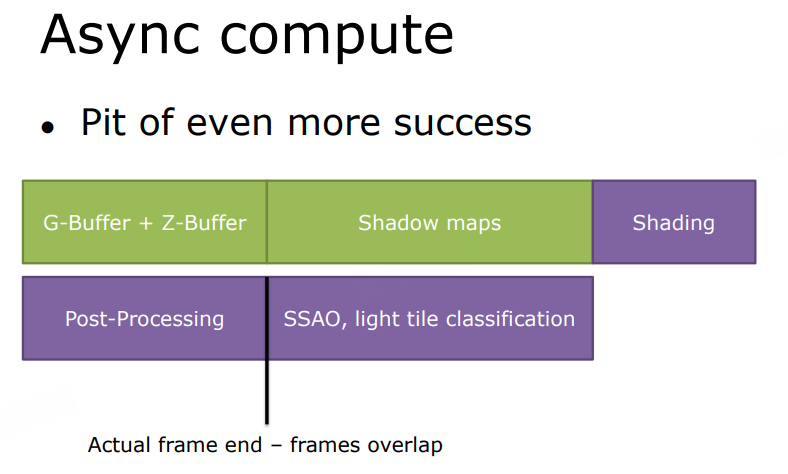 Async compute
● Pit of even more success
G-Buffer + Z-Buffer
Shadow maps
Shading
Post-Processing
SSAO, light tile classification
Actual frame end – frames overlap